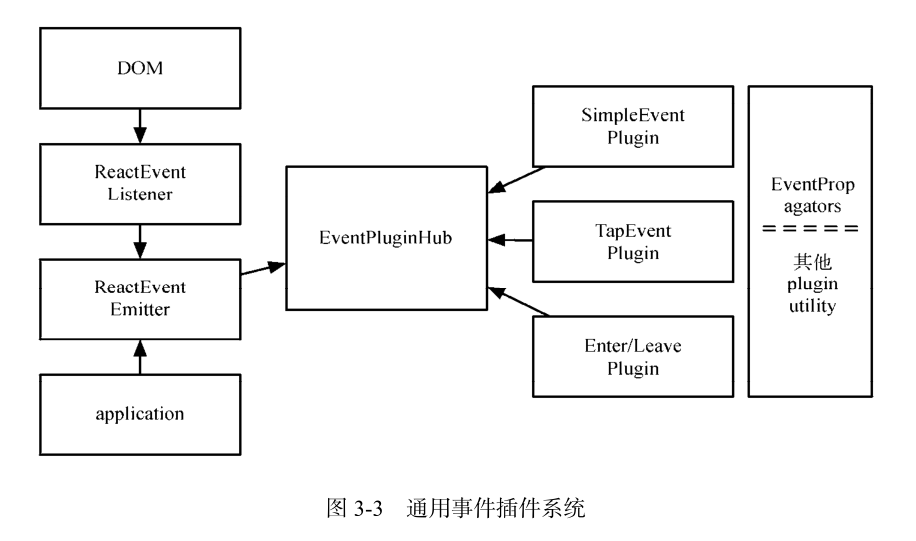 DOM
ReactEvent
Listener
ReactEvent
Emitter
application
EventPluginHub
SimpleEvent
Plugin
TapEvent
Plugin
Enter/Leave
Plugin
EventProp
agators
=====
其他
plugin
utility
图 3-3 通用事件插件系统